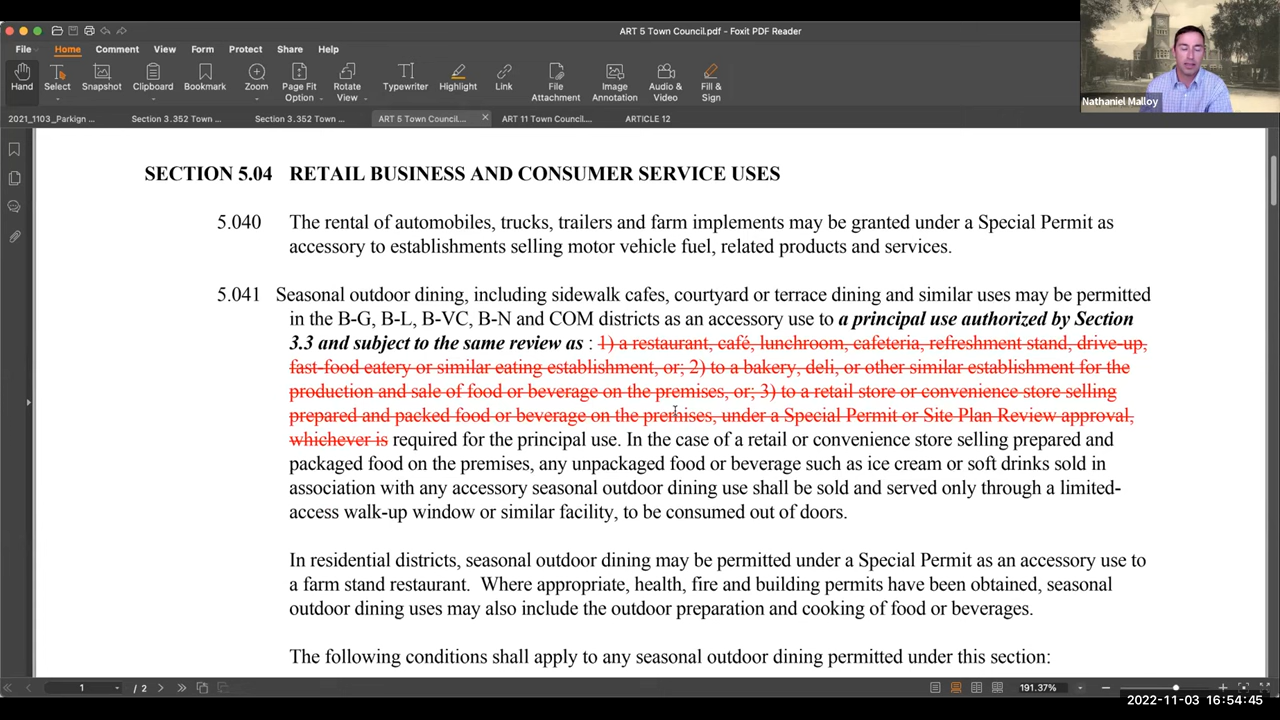 ART 5 Town Council.pdf - Foxit PDF Reader
File Home Comment View Form Protect Share Help
Hand Select Snapshot Clipboard Bookmark Zoom Page Fit Option Rotate View Typewriter Highlight Link File Attachment Image Annotation Audio & Video Fill & Sign
Nathaniel Malloy
2021_1103_Parkign ... Section 3.352 Town ... Section 3.352 Town ... ART 5 Town Council.... ART 11 Town Council.... ARTICLE 12
SECTION 5.04 RETAIL BUSINESS AND CONSUMER SERVICE USES
5.040 The rental of automobiles, trucks, trailers and farm implements may be granted under a Special Permit as
accessory to establishments selling motor vehicle fuel, related products and services.
5.041 Seasonal outdoor dining, including sidewalk cafes, courtyard or terrace dining and similar uses may be permitted
in the B-G, B-L, B-VC, B-N and COM districts as an accessory use to a principal use authorized by Section
3.3 and subject to the same review as : 1) a restaurant, café, lunchroom, cafeteria, refreshment stand, drive-up,
fast-food eatery or similar eating establishment, or; 2) to a bakery, deli, or other similar establishment for the
production and sale of food or beverage on the premises, or; 3) to a retail store or convenience store selling
prepared and packed food or beverage on the premises, under a Special Permit or Site Plan Review approval,
whichever is required for the principal use. In the case of a retail or convenience store selling prepared and
packaged food on the premises, any unpackaged food or beverage such as ice cream or soft drinks sold in
association with any accessory seasonal outdoor dining use shall be sold and served only through a limited-
access walk-up window or similar facility, to be consumed out of doors.
In residential districts, seasonal outdoor dining may be permitted under a Special Permit as an accessory use to
a farm stand restaurant. Where appropriate, health, fire and building permits have been obtained, seasonal
outdoor dining uses may also include the outdoor preparation and cooking of food or beverages.
The following conditions shall apply to any seasonal outdoor dining permitted under this section:
1 / 2 191.37%
2022-11-03 16:54:45